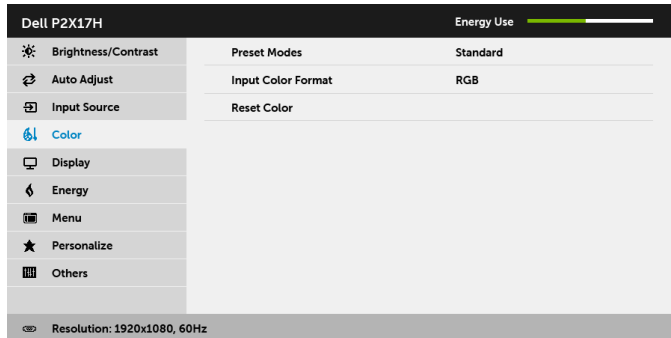 Dell P2X17H Energy Use
Brightness/Contrast Preset Modes Standard
Auto Adjust Input Color Format RGB
Input Source Reset Color
Color
Display
Energy
Menu
Personalize
Others
Resolution: 1920x1080, 60Hz